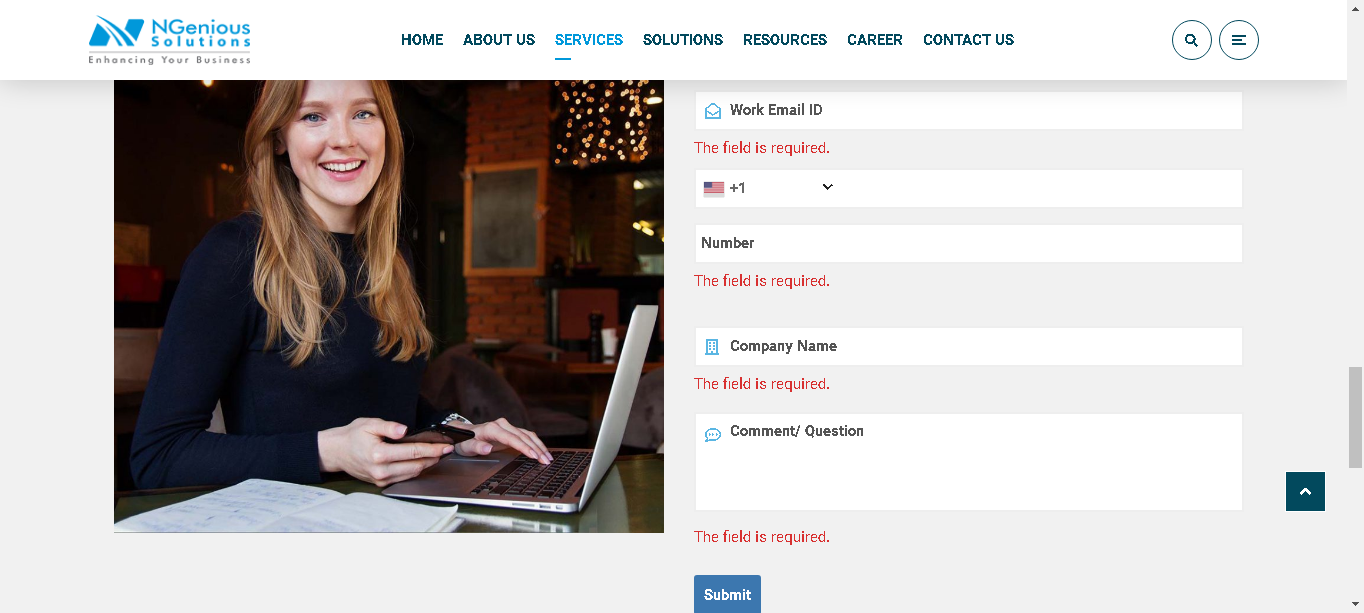 NGenious
Solutions
Enhancing Your Business
HOME ABOUT US SERVICES SOLUTIONS RESOURCES CAREER CONTACT US
Work Email ID
The field is required.
+1
Number
The field is required.
Company Name
The field is required.
Comment/ Question
The field is required.
Submit